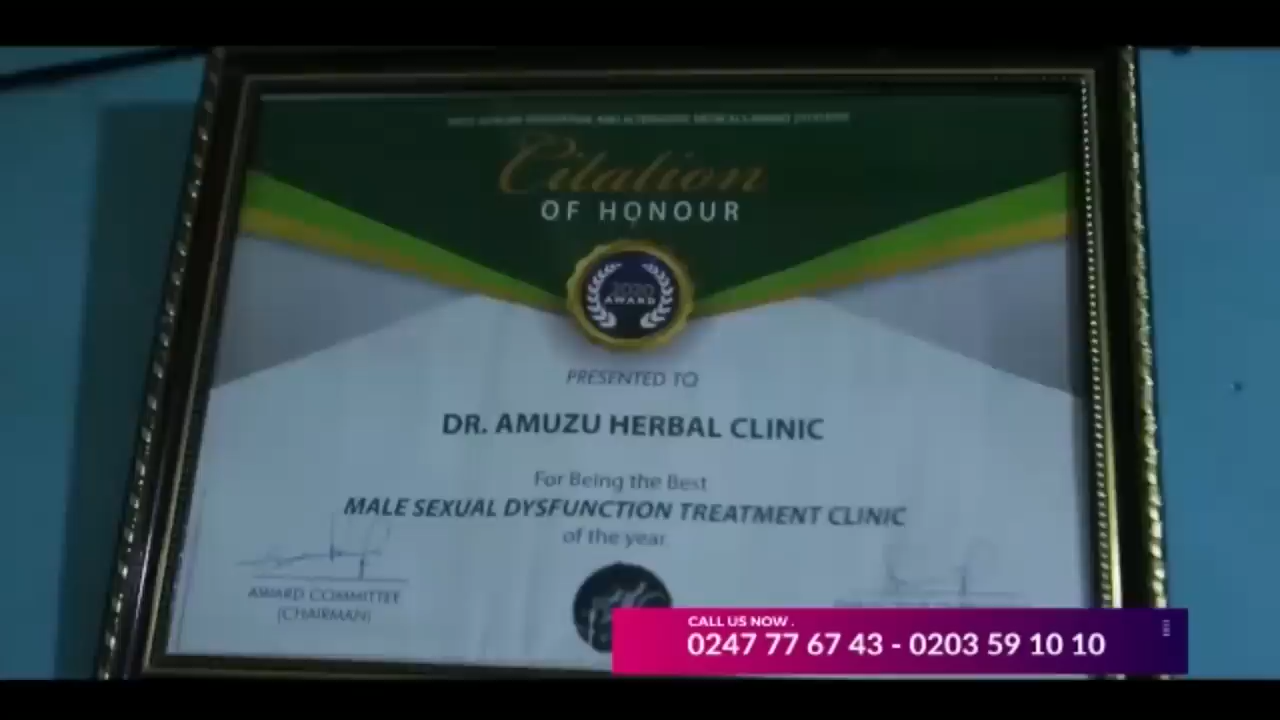 Citation
OF HONOUR
2020
AWARD
PRESENTED TO
DR. AMUZU HERBAL CLINIC
For Being the Best
MALE SEXUAL DYSFUNCTION TREATMENT CLINIC
of the year
AWARD COMMITTEE
(CHAIRMAN)
CALL US NOW .
0247 77 67 43 - 0203 59 10 10